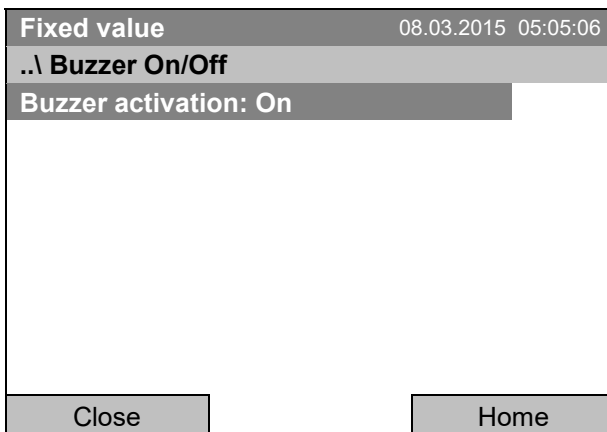 Fixed value 08.03.2015 05:05:06
..\ Buzzer On/Off
Buzzer activation: On
Close Home